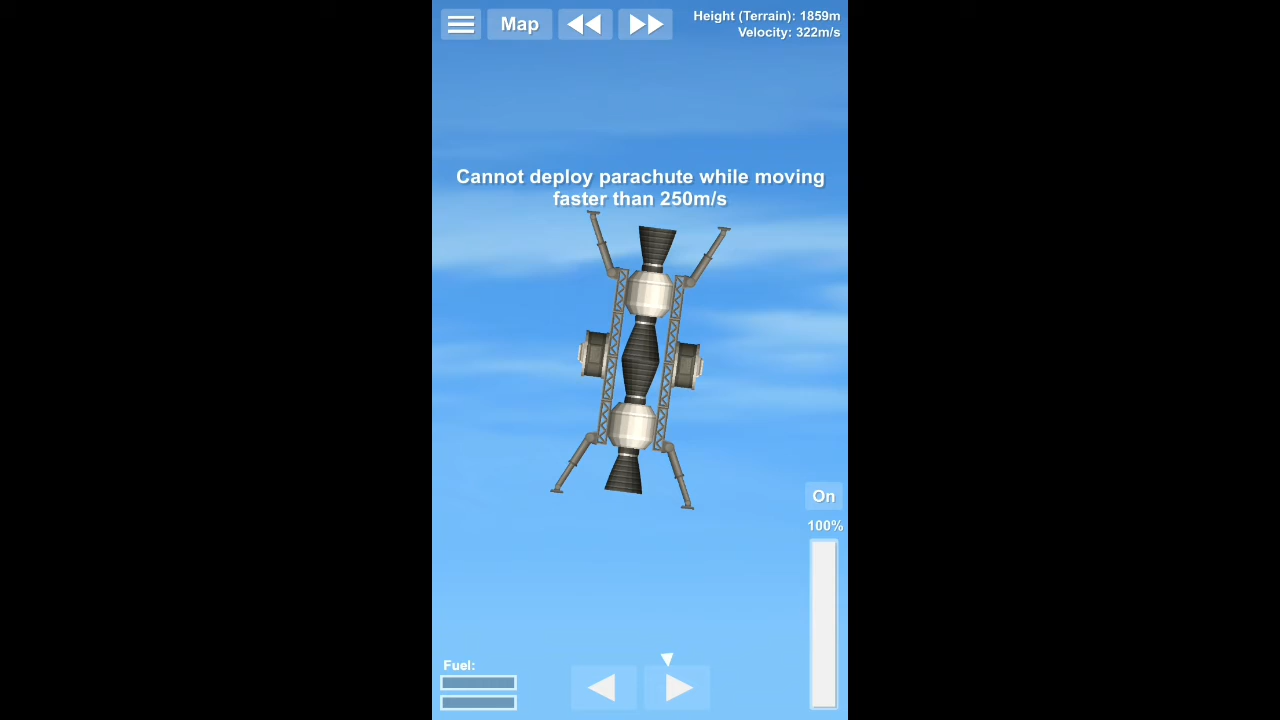 Map
Height (Terrain): 1859m
Velocity: 322m/s
Cannot deploy parachute while moving
faster than 250m/s
On
100%
Fuel: